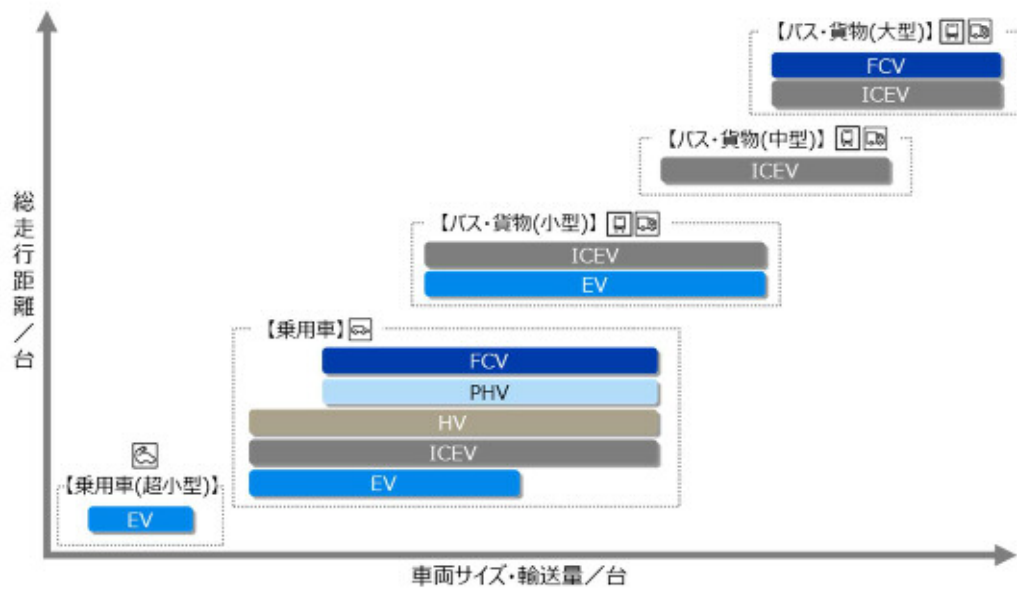 【バス・貨物(大型)】
FCV
ICEV
【バス・貨物(中型)】
ICEV
【バス・貨物(小型)】
ICEV
EV
【乗用車】
FCV
PHV
HV
ICEV
EV
【乗用車(超小型)】
EV
総走行距離／台
車両サイズ・輸送量／台